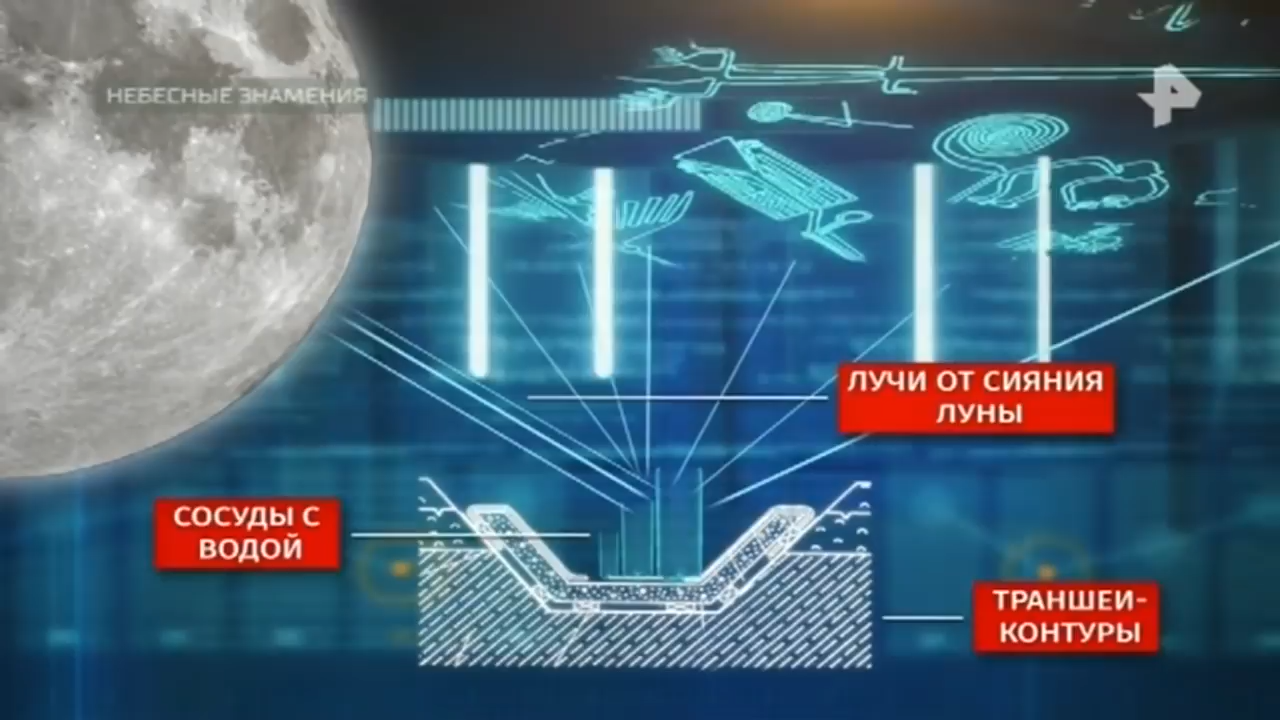 НЕБЕСНЫЕ ЗНАМЕНИЯ
ЛУЧИ ОТ СИЯНИЯ
ЛУНЫ
СОСУДЫ С
ВОДОЙ
ТРАНШЕИ-
КОНТУРЫ